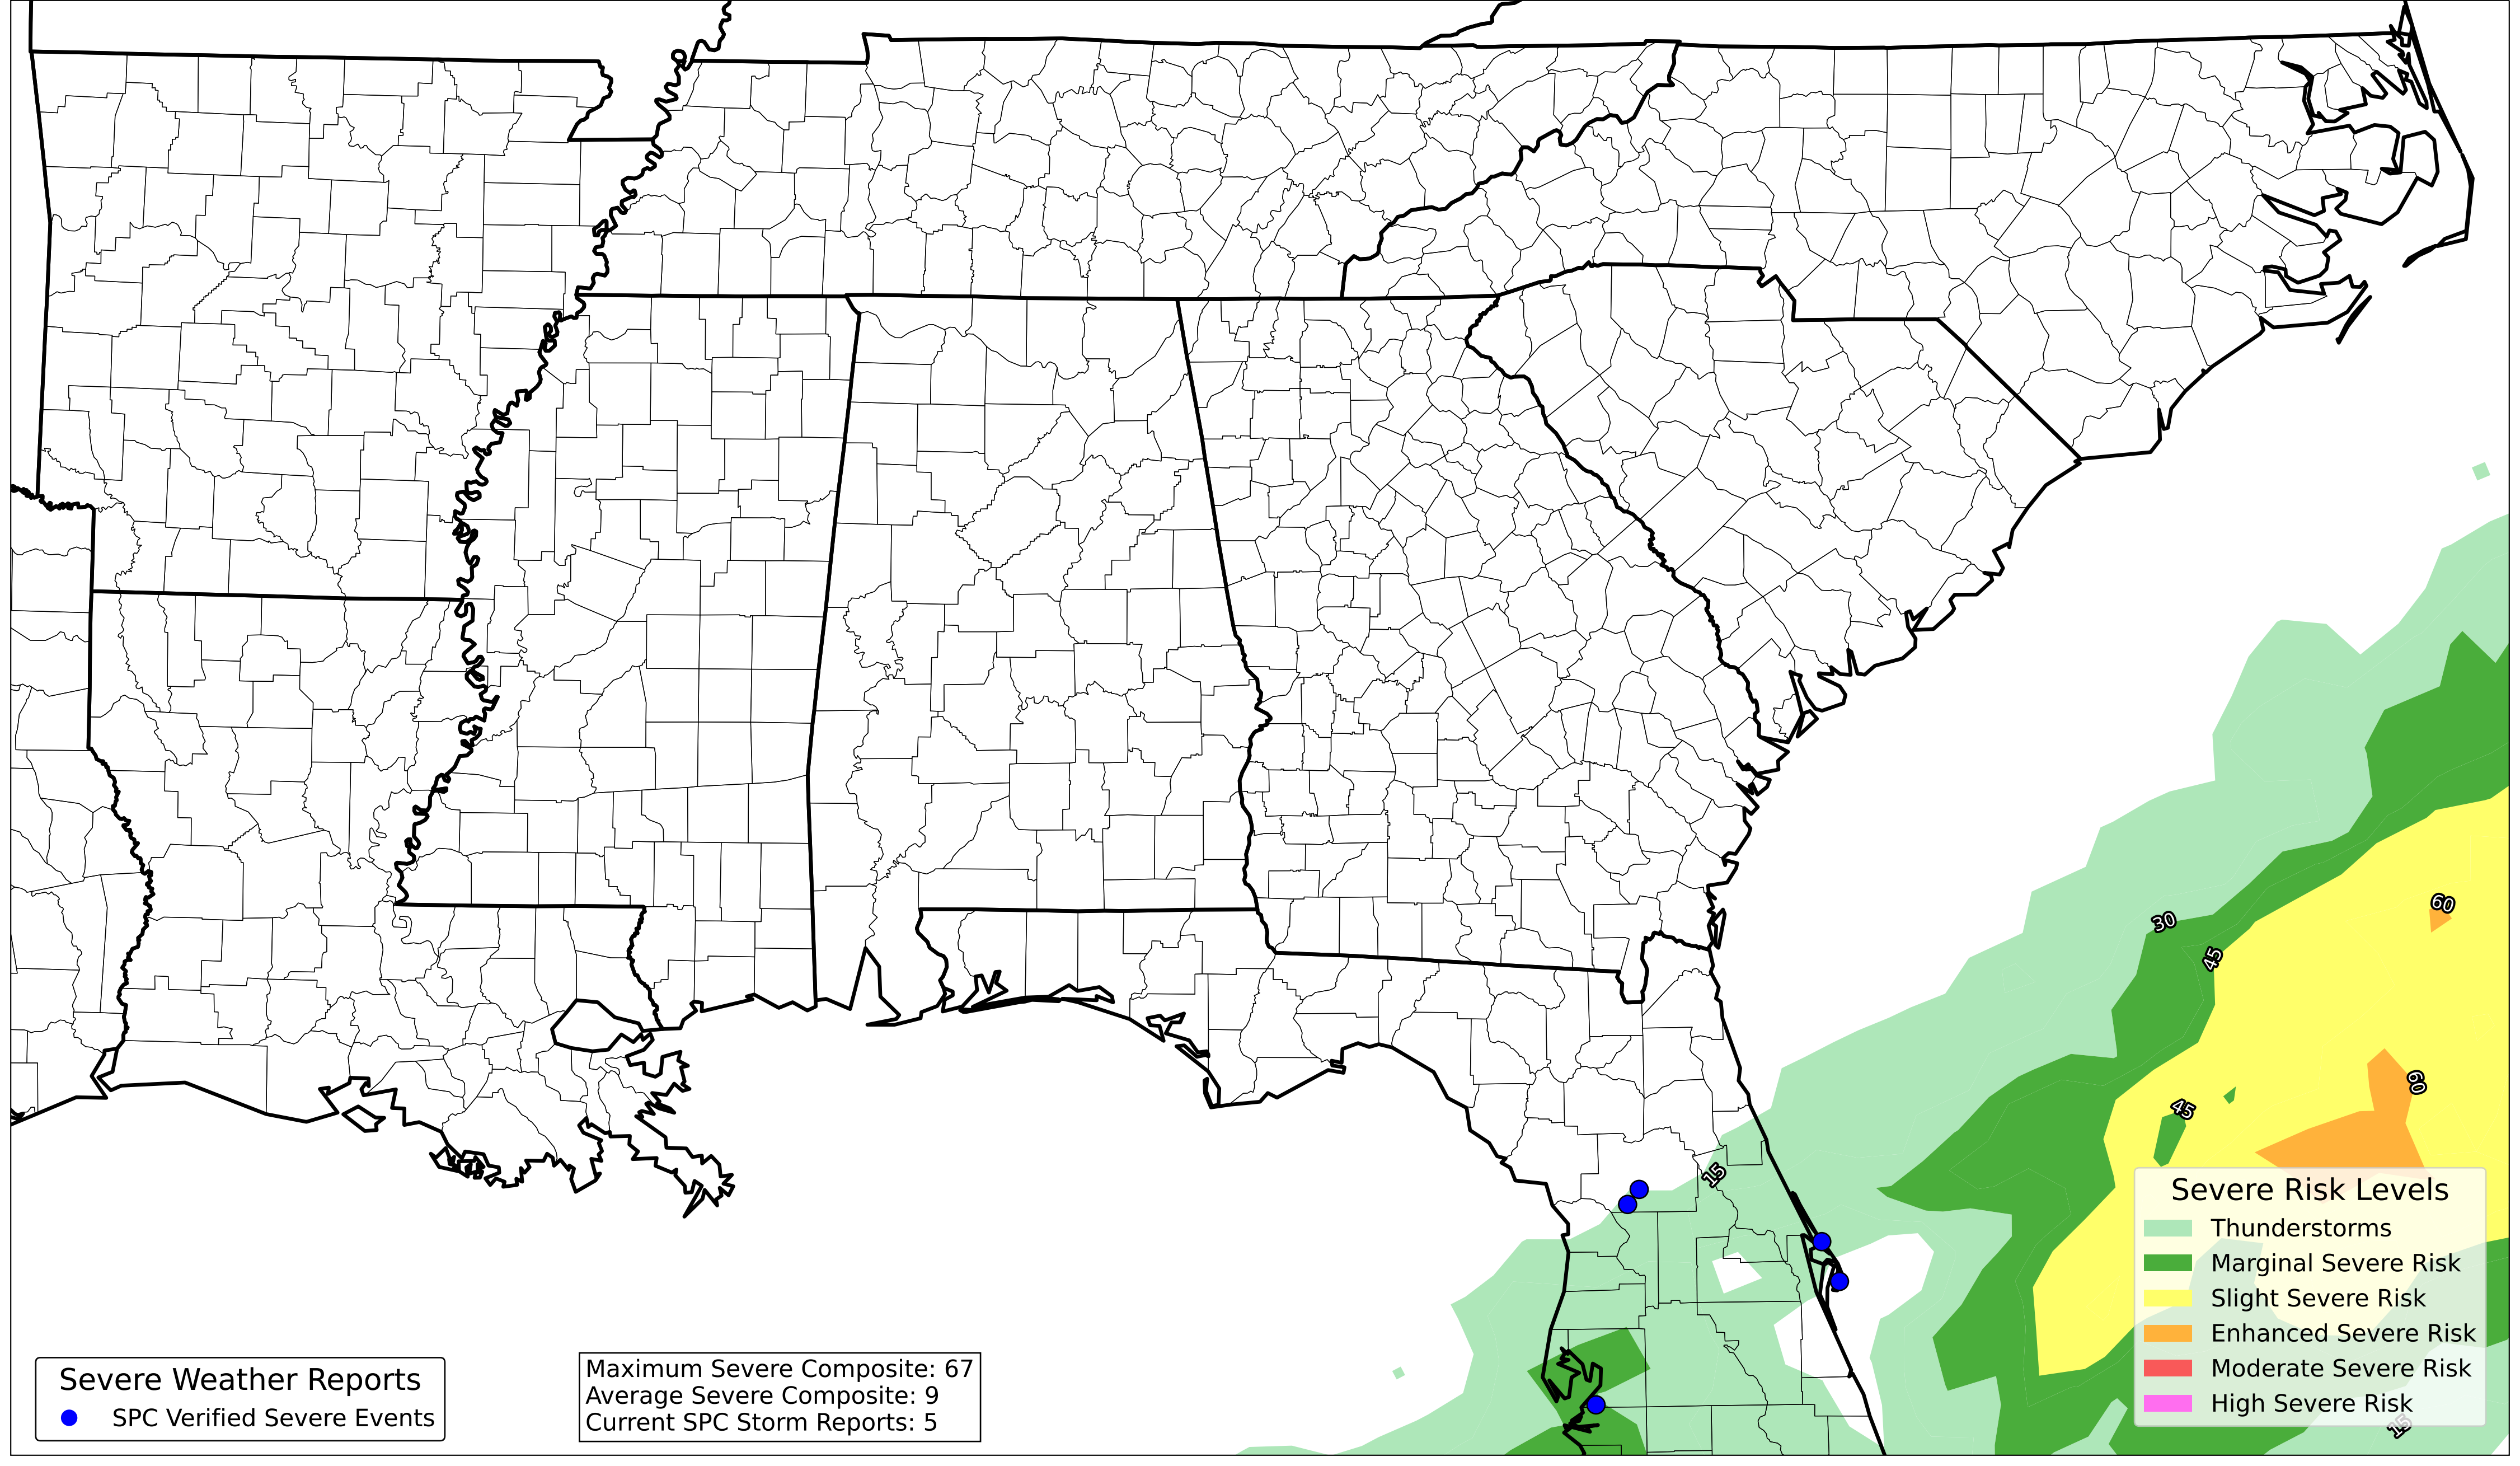 60
30
45
60
45
15
Severe Risk Levels
Thunderstorms
Marginal Severe Risk
Slight Severe Risk
Enhanced Severe Risk
Moderate Severe Risk
High Severe Risk
15
Severe Weather Reports
SPC Verified Severe Events
Maximum Severe Composite: 67
Average Severe Composite: 9
Current SPC Storm Reports: 5